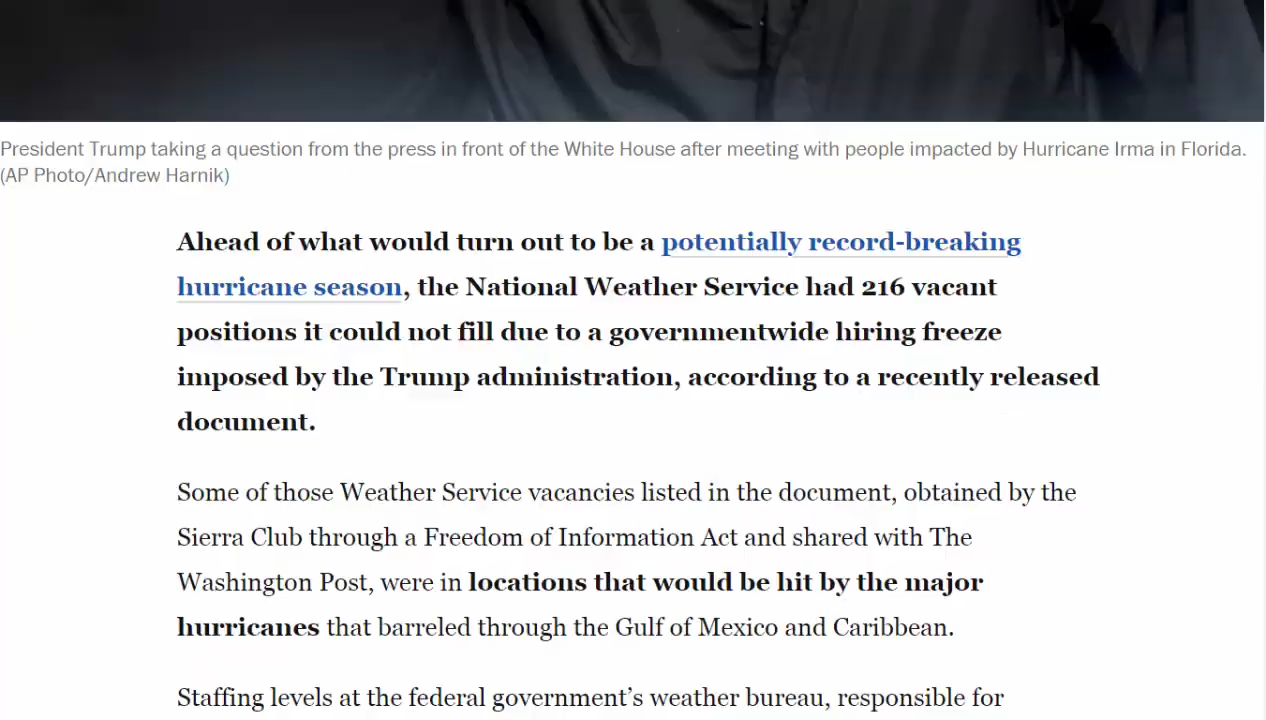 President Trump taking a question from the press in front of the White House after meeting with people impacted by Hurricane Irma in Florida.
(AP Photo/Andrew Harnik)
Ahead of what would turn out to be a potentially record-breaking
hurricane season, the National Weather Service had 216 vacant
positions it could not fill due to a governmentwide hiring freeze
imposed by the Trump administration, according to a recently released
document.
Some of those Weather Service vacancies listed in the document, obtained by the
Sierra Club through a Freedom of Information Act and shared with The
Washington Post, were in locations that would be hit by the major
hurricanes that barreled through the Gulf of Mexico and Caribbean.
Staffing levels at the federal government’s weather bureau, responsible for